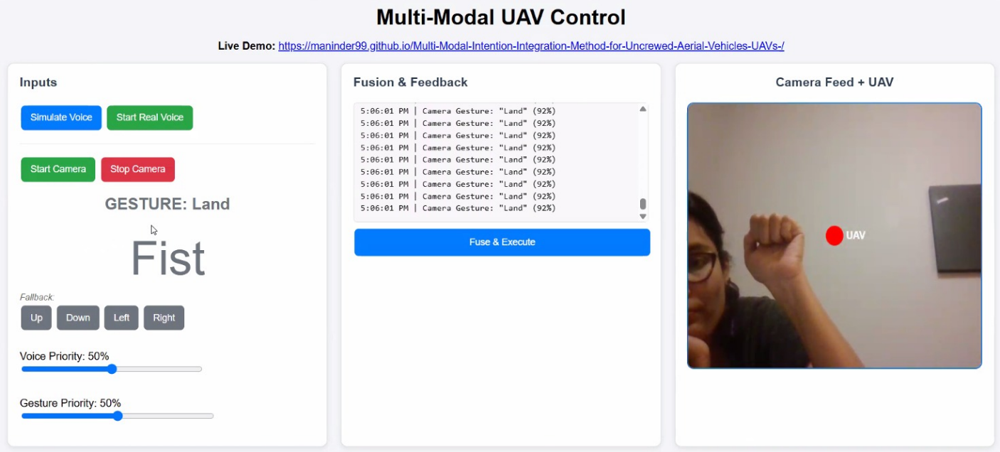 Multi-Modal UAV Control
Live Demo: https://maninder99.github.io/Multi-Modal-Intention-Integration-Method-for-Uncrewed-Aerial-Vehicles-UAVs-/
Inputs
Simulate Voice Start Real Voice
Start Camera Stop Camera
GESTURE: Land
Fist
Fallback:
Up Down Left Right
Voice Priority: 50%
Gesture Priority: 50%
Fusion & Feedback
5:06:01 PM | Camera Gesture: "Land" (92%)
5:06:01 PM | Camera Gesture: "Land" (92%)
5:06:01 PM | Camera Gesture: "Land" (92%)
5:06:01 PM | Camera Gesture: "Land" (92%)
5:06:01 PM | Camera Gesture: "Land" (92%)
5:06:01 PM | Camera Gesture: "Land" (92%)
5:06:01 PM | Camera Gesture: "Land" (92%)
5:06:01 PM | Camera Gesture: "Land" (92%)
5:06:01 PM | Camera Gesture: "Land" (92%)
Fuse & Execute
Camera Feed + UAV
UAV